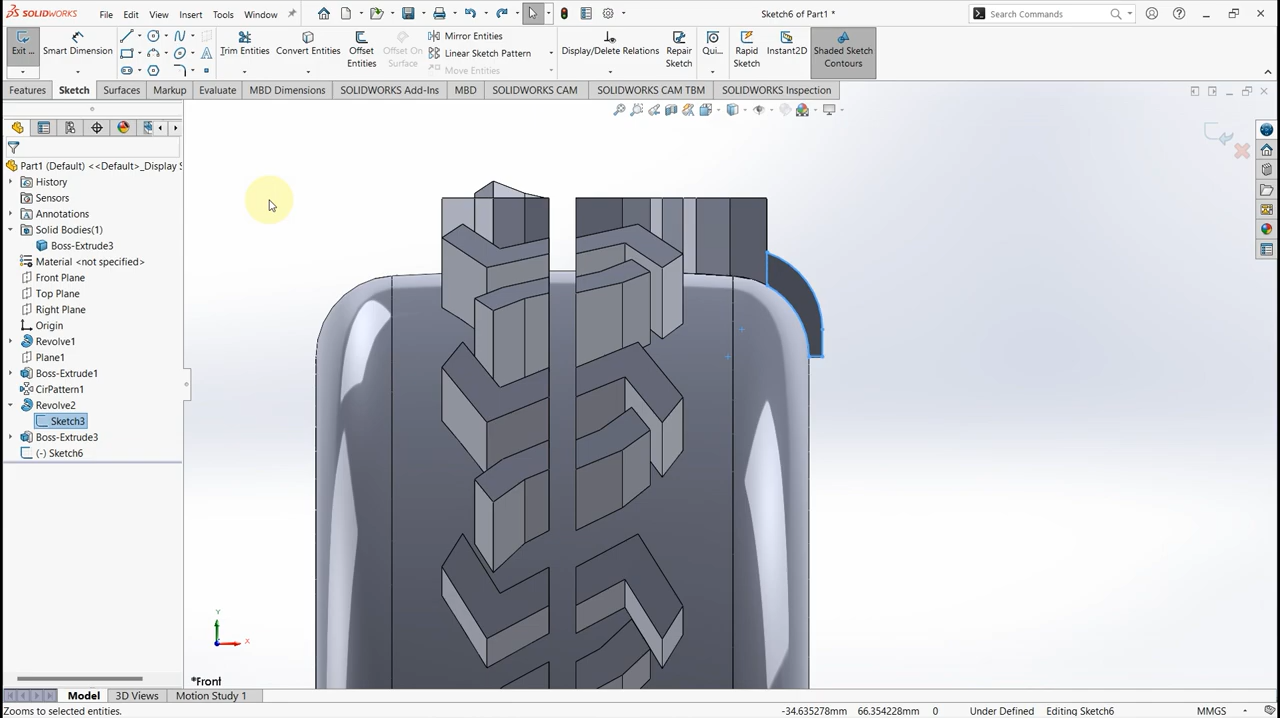 SOLIDWORKS
File Edit View Insert Tools Window
Sketch6 of Part1 *
Search Commands
Exit ...
Smart Dimension
Trim Entities
Convert Entities
Offset Entities
Offset On Surface
Mirror Entities
Linear Sketch Pattern
Move Entities
Display/Delete Relations
Repair Sketch
Qui...
Rapid Sketch
Instant2D
Shaded Sketch Contours
Features Sketch Surfaces Markup Evaluate MBD Dimensions SOLIDWORKS Add-Ins MBD SOLIDWORKS CAM SOLIDWORKS CAM TBM SOLIDWORKS Inspection
Part1 (Default) <<Default>_Display S
History
Sensors
Annotations
Solid Bodies(1)
Boss-Extrude3
Material <not specified>
Front Plane
Top Plane
Right Plane
Origin
Revolve1
Plane1
Boss-Extrude1
CirPattern1
Revolve2
Sketch3
Boss-Extrude3
(-) Sketch6
Y
X
*Front
Model 3D Views Motion Study 1
Zooms to selected entities.
-34.635278mm 66.354228mm 0 Under Defined Editing Sketch6 MMGS